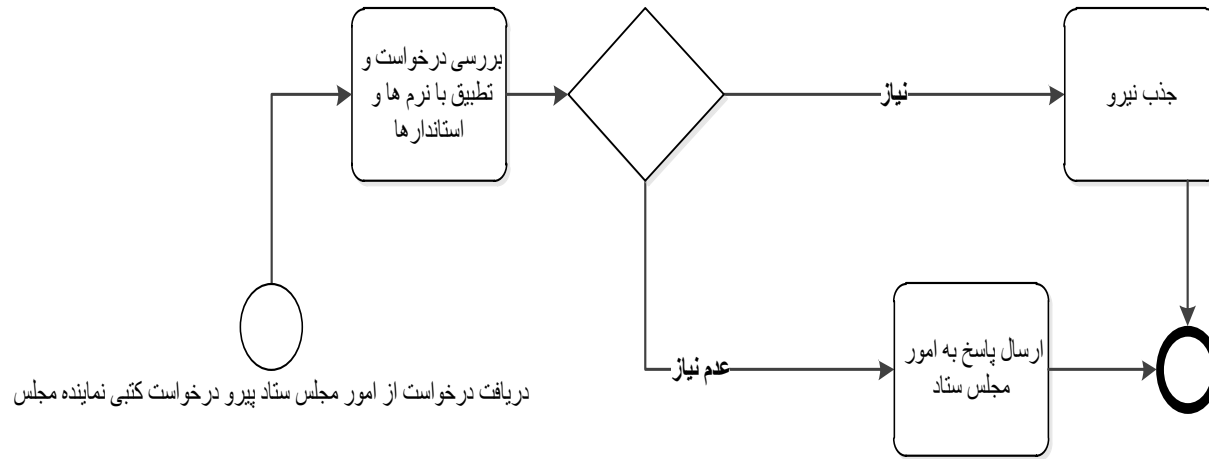 بررسی درخواست و
تطبیق با نرم ها و
استاندارها
نیاز
جذب نیرو
دریافت درخواست از امور مجلس ستاد پیرو درخواست کتبی نماینده مجلس
عدم نیاز
ارسال پاسخ به امور
مجلس ستاد